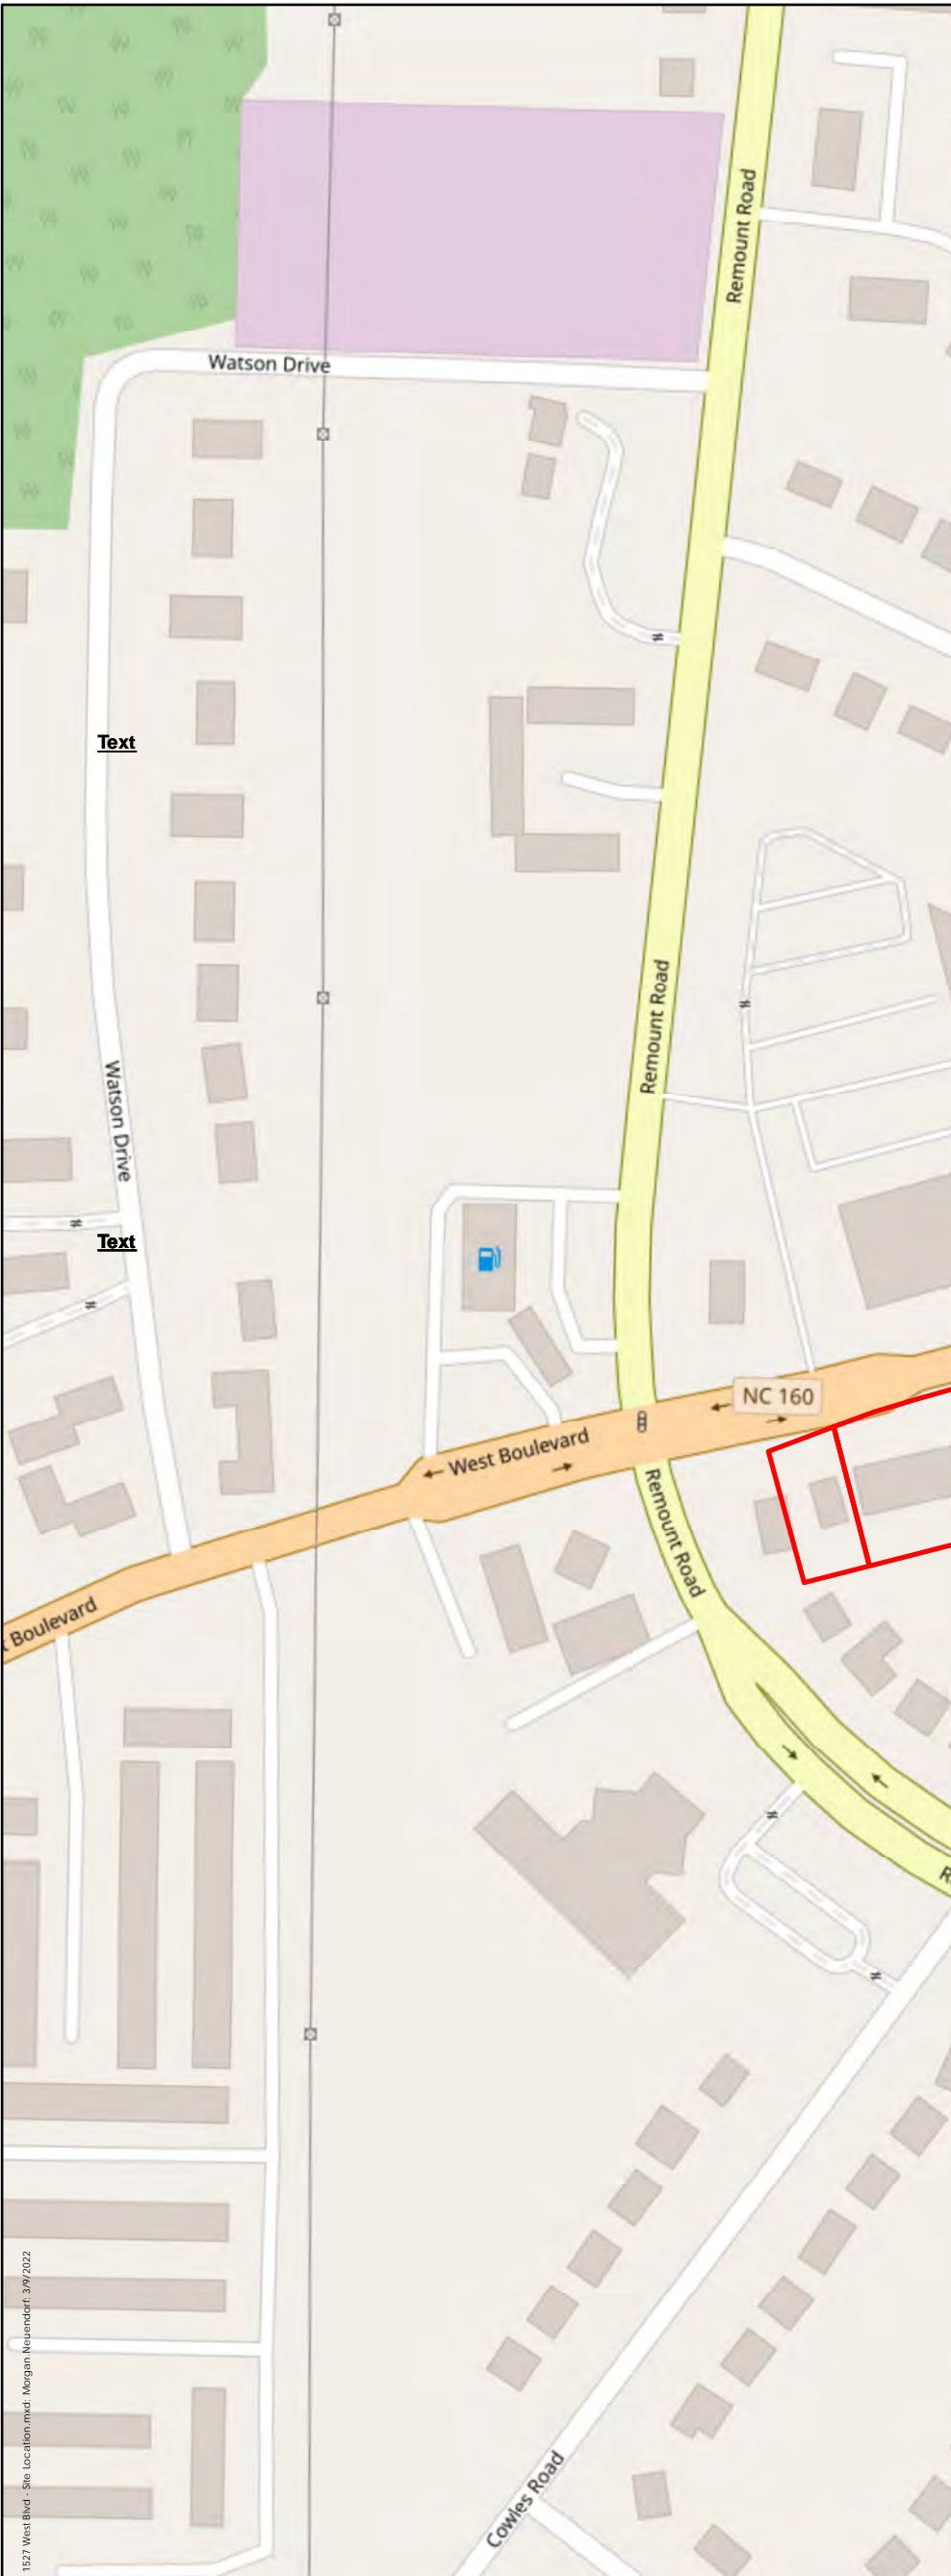 Remount Road
Watson Drive
Text
Remount Road
Watson Drive
Text
NC 160
West Boulevard
Remount Road
t Boulevard
R
Cowles Road
1527 West Blvd - Site Location.mxd; Morgan.Neuendorf; 3/9/2022